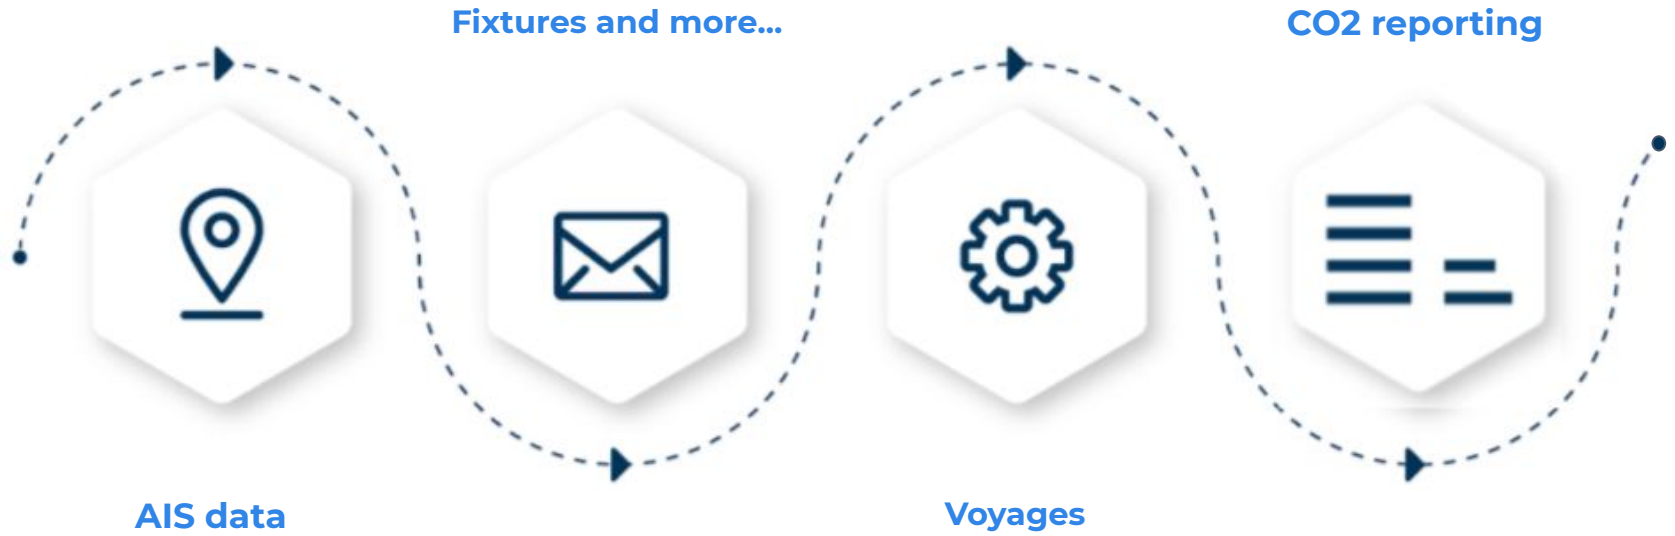 Fixtures and more...
CO2 reporting
AIS data
Voyages